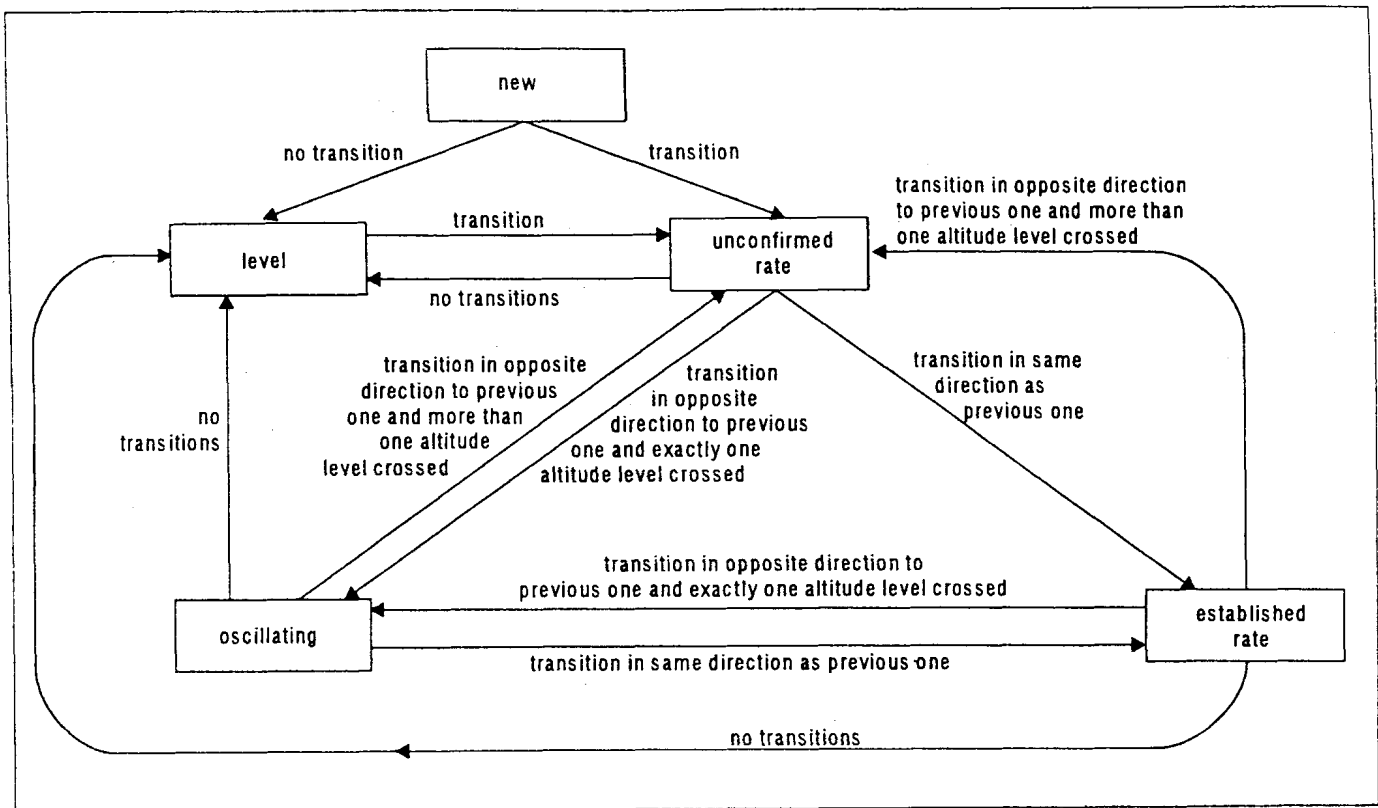 new
no transition
transition
transition in opposite direction
to previous one and more than
one altitude level crossed
level
transition
unconfirmed
rate
no transitions
transition in opposite
direction to previous
one and more than
one altitude
level crossed
transition
in opposite
direction to previous
one and exactly one
altitude level crossed
transition in same
direction as
previous one
no
transitions
transition in opposite direction to
previous one and exactly one altitude level crossed
oscillating
established
rate
transition in same direction as previous one
no transitions